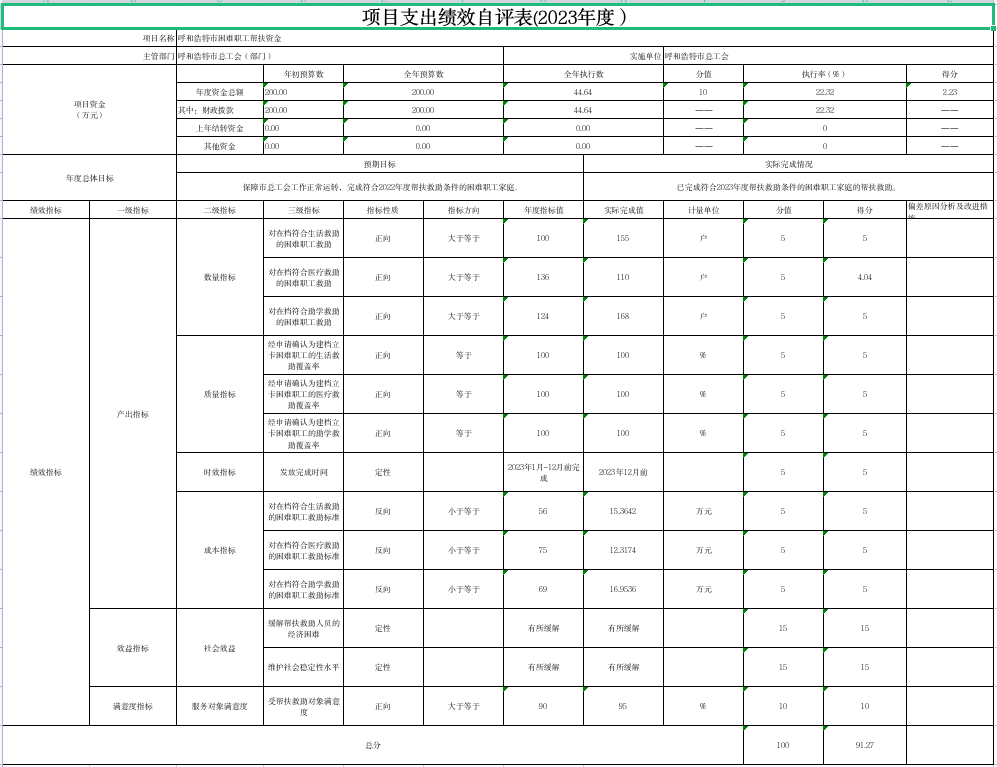 项目支出绩效自评表(2023年度 )
项目名称 呼和浩特市困难职工帮扶资金
主管部门 呼和浩特市总工会（部门） 实施单位 呼和浩特市总工会
项目资金
（万元）
年初预算数 全年预算数 全年执行数 分值 执行率（％） 得分
年度资金总额 200.00 200.00 44.64 10 22.32 2.23
其中：财政拨款 200.00 200.00 44.64 —— 22.32 ——
上年结转资金 0.00 0.00 0.00 —— 0 ——
其他资金 0.00 0.00 0.00 —— 0 ——
年度总体目标
预期目标 实际完成情况
保障市总工会工作正常运转，完成符合2022年度帮扶救助条件的困难职工家庭. 已完成符合2023年度帮扶救助条件的困难职工家庭的帮扶救助。
绩效指标 一级指标 二级指标 三级指标 指标性质 指标方向 年度指标值 实际完成值 计量单位 分值 得分 偏差原因分析及改进措施
绩效指标
产出指标
数量指标
对在档符合生活救助
的困难职工救助
正向 大于等于 100 155 户 5 5
对在档符合医疗救助
的困难职工救助
正向 大于等于 136 110 户 5 4.04
对在档符合助学救助
的困难职工救助
正向 大于等于 124 168 户 5 5
质量指标
经申请确认为建档立
卡困难职工的生活救
助覆盖率
正向 等于 100 100 ％ 5 5
经申请确认为建档立
卡困难职工的医疗救
助覆盖率
正向 等于 100 100 ％ 5 5
经申请确认为建档立
卡困难职工的助学救
助覆盖率
正向 等于 100 100 ％ 5 5
时效指标 发放完成时间 定性
2023年1月-12月前完
成
2023年12月前 5 5
成本指标
对在档符合生活救助
的困难职工救助标准
反向 小于等于 56 15.3642 万元 5 5
对在档符合医疗救助
的困难职工救助标准
反向 小于等于 75 12.3174 万元 5 5
对在档符合助学救助
的困难职工救助标准
反向 小于等于 69 16.9536 万元 5 5
效益指标 社会效益
缓解帮扶救助人员的
经济困难
定性 有所缓解 有所缓解 15 15
维护社会稳定性水平 定性 有所缓解 有所缓解 15 15
满意度指标 服务对象满意度
受帮扶救助对象满意
度
正向 大于等于 90 95 ％ 10 10
总分 100 91.27